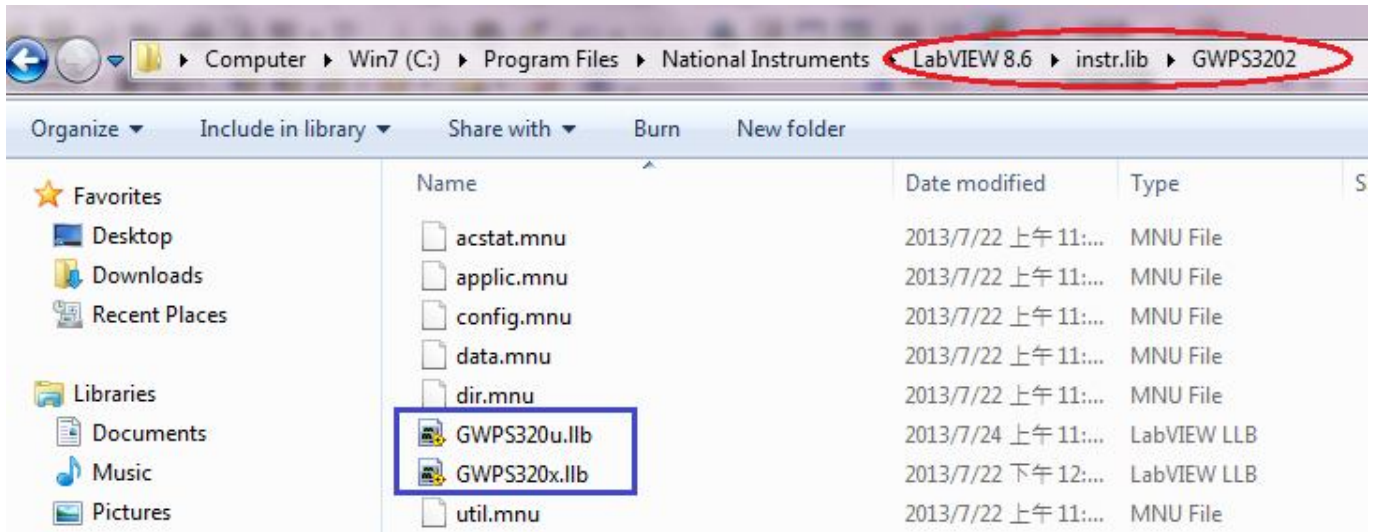 Computer Win7 (C:) Program Files National Instruments LabVIEW 8.6 instr.lib GWPS3202
Organize Include in library Share with Burn New folder
Favorites
Desktop
Downloads
Recent Places
Libraries
Documents
Music
Pictures
Name Date modified Type S
acstat.mnu 2013/7/22 上午 11:... MNU File
applic.mnu 2013/7/22 上午 11:... MNU File
config.mnu 2013/7/22 上午 11:... MNU File
data.mnu 2013/7/22 上午 11:... MNU File
dir.mnu 2013/7/22 上午 11:... MNU File
GWPS320u.llb 2013/7/24 上午 11:... LabVIEW LLB
GWPS320x.llb 2013/7/22 下午 12:... LabVIEW LLB
util.mnu 2013/7/22 上午 11:... MNU File